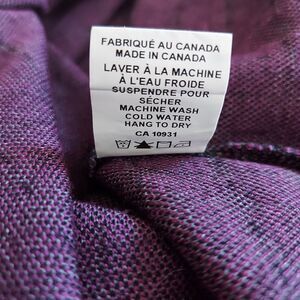 FABRIQUÉ AU CANADA
MADE IN CANADA
LAVER À LA MACHINE
À L'EAU FROIDE
SUSPENDRE POUR
SÉCHER
MACHINE WASH
COLD WATER
HANG TO DRY
CA 10931